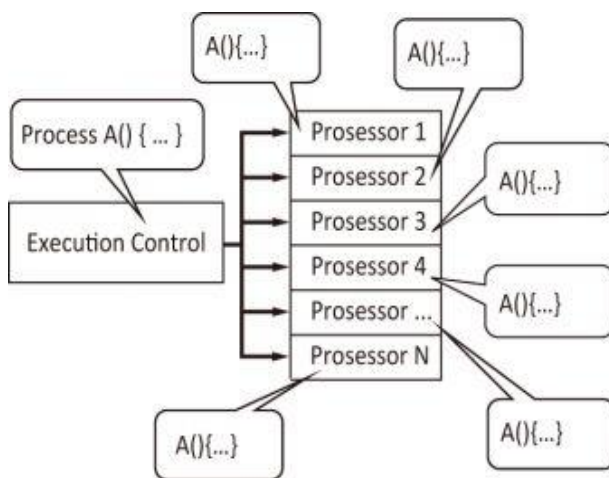 A(){...}
A(){...}
Process A() { ... }
Prosessor 1
Prosessor 2
A(){...}
Prosessor 3
Execution Control
Prosessor 4
A(){...}
Prosessor ...
Prosessor N
A(){...}
A(){...}